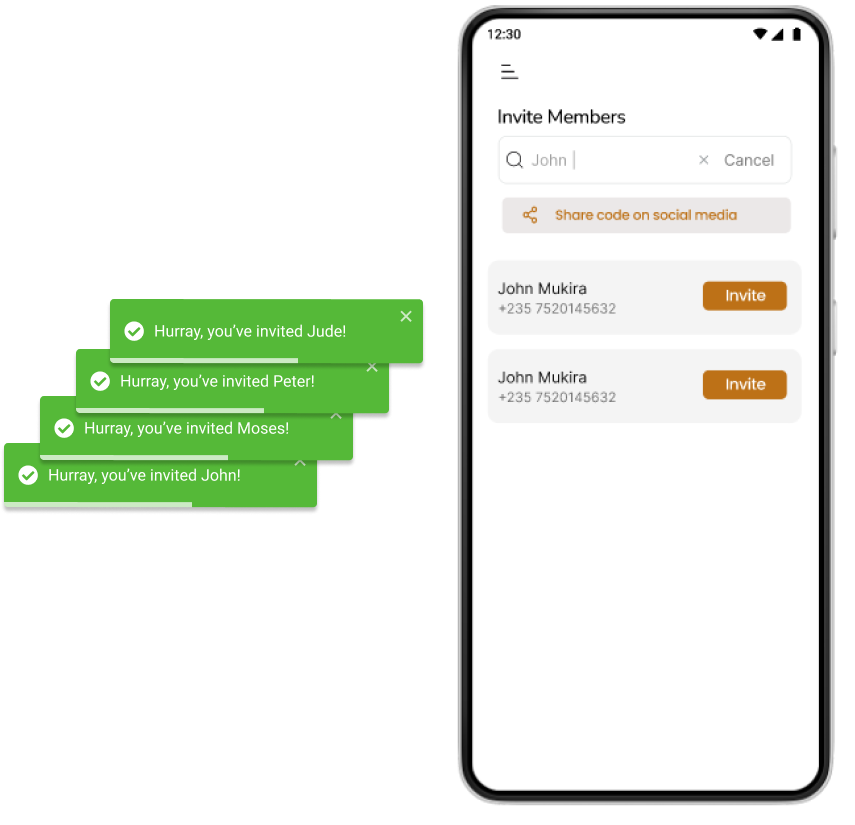 Hurray, you’ve invited Jude!
Hurray, you’ve invited Peter!
Hurray, you’ve invited Moses!
Hurray, you’ve invited John!
12:30
Invite Members
John
Cancel
Share code on social media
John Mukira
+235 7520145632
Invite
John Mukira
+235 7520145632
Invite